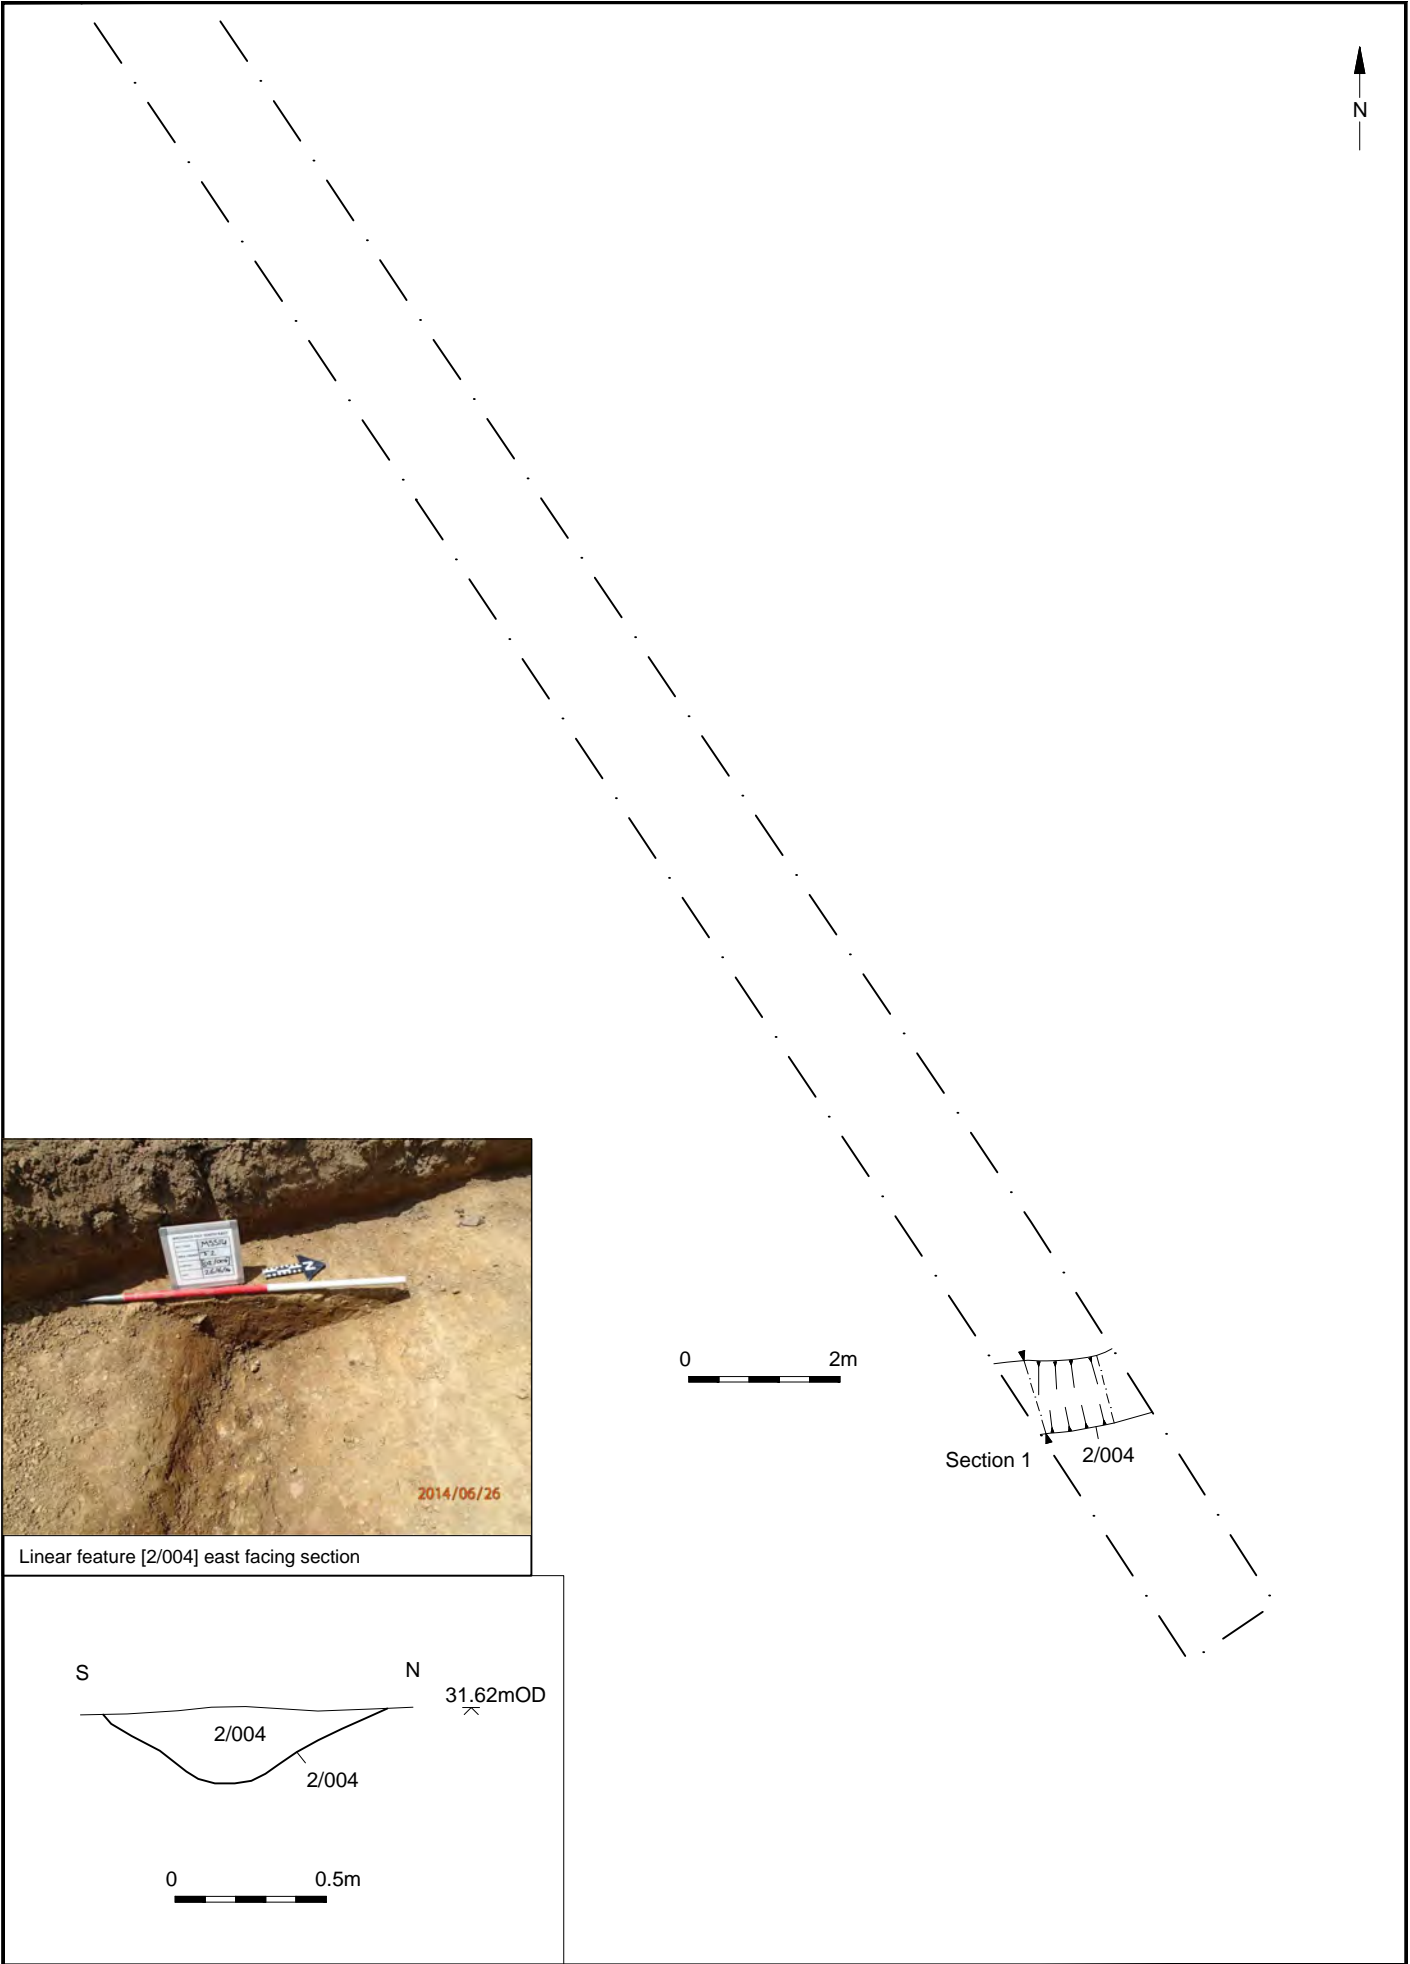 N
0 2m
Section 1
2/004
M3514
N
2014/06/26
Linear feature [2/004] east facing section
S N
31.62mOD
2/004
2/004
0 0.5m